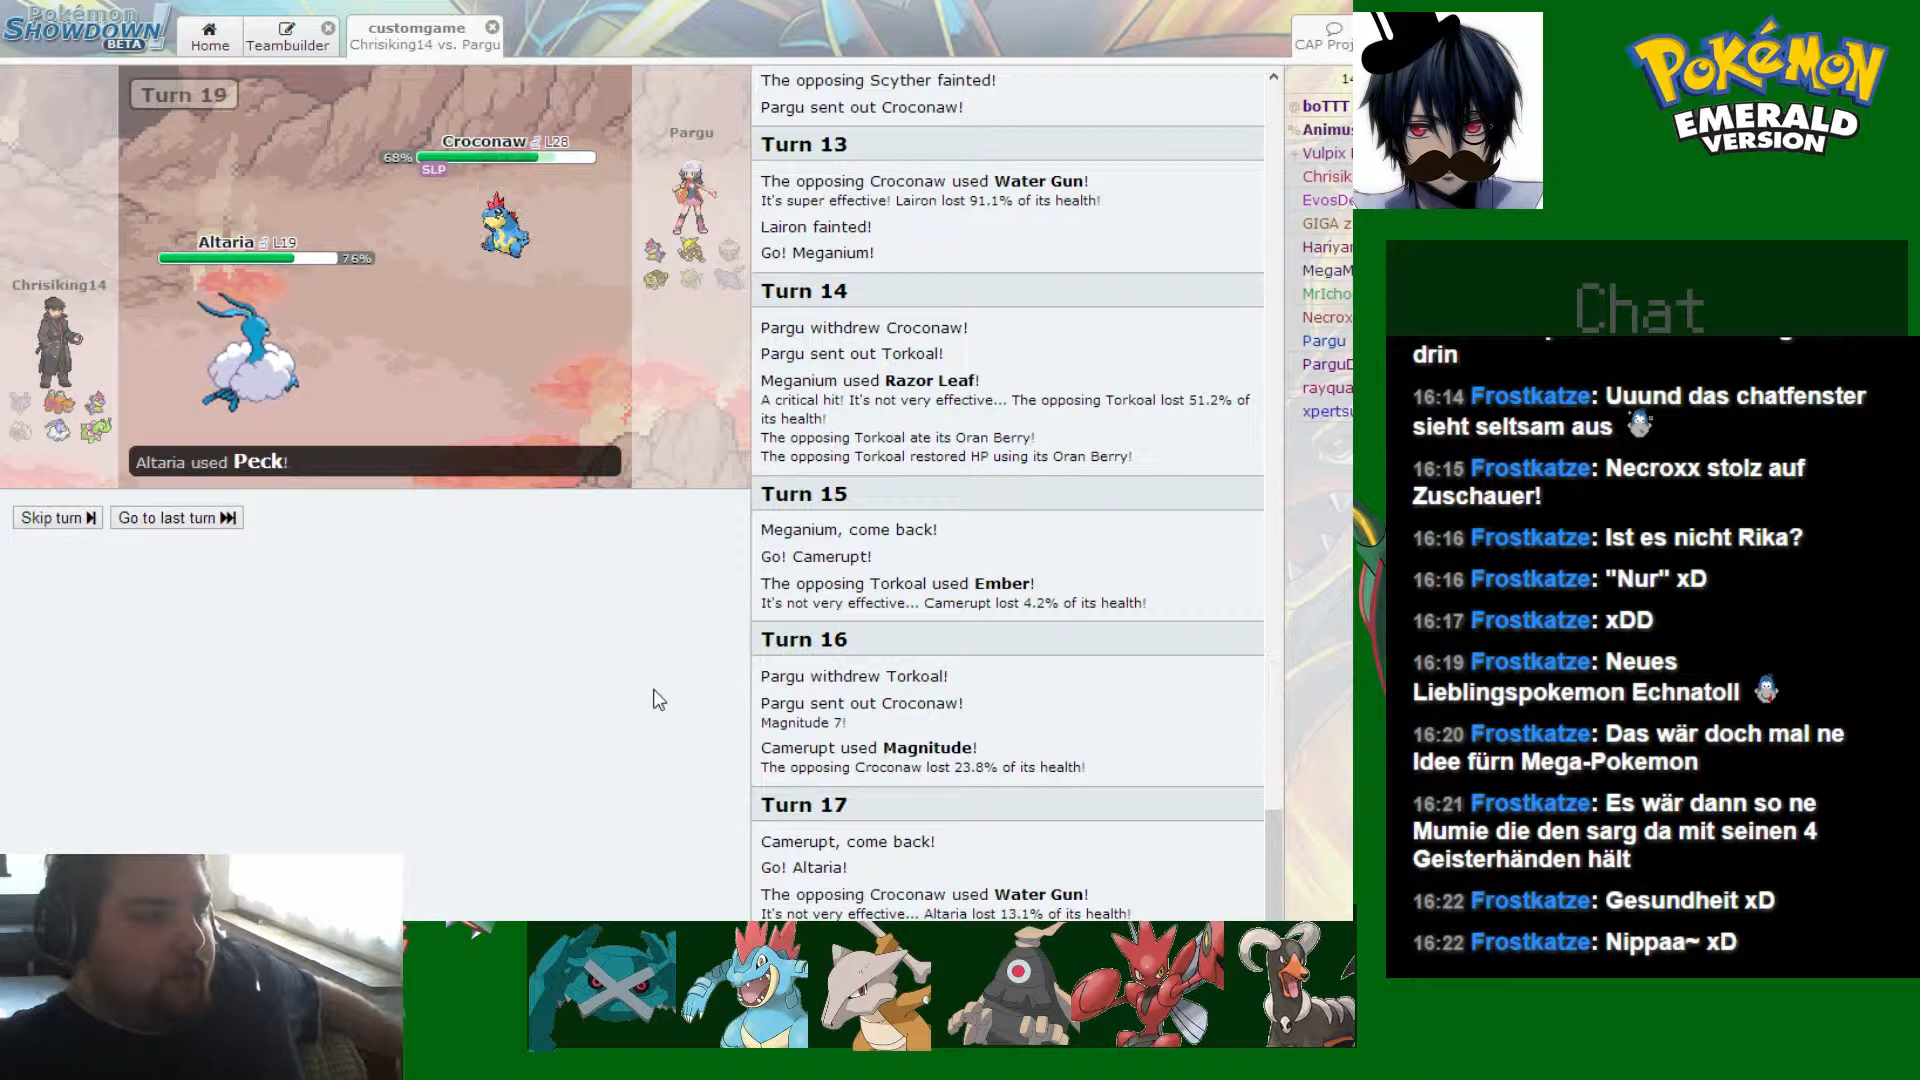 Pokémon
SHOWDOWN!
BETA
Home
Teambuilder
customgame
Chrisiking14 vs. Pargu
CAP Proj
Turn 19
Croconaw L28
68%
SLP
Altaria L19
76%
Chrisiking14
Pargu
Altaria used Peck!
Skip turn
Go to last turn
The opposing Scyther fainted!
Pargu sent out Croconaw!
Turn 13
The opposing Croconaw used Water Gun!
It's super effective! Lairon lost 91.1% of its health!
Lairon fainted!
Go! Meganium!
Turn 14
Pargu withdrew Croconaw!
Pargu sent out Torkoal!
Meganium used Razor Leaf!
A critical hit! It's not very effective... The opposing Torkoal lost 51.2% of
its health!
The opposing Torkoal ate its Oran Berry!
The opposing Torkoal restored HP using its Oran Berry!
Turn 15
Meganium, come back!
Go! Camerupt!
The opposing Torkoal used Ember!
It's not very effective... Camerupt lost 4.2% of its health!
Turn 16
Pargu withdrew Torkoal!
Pargu sent out Croconaw!
Magnitude 7!
Camerupt used Magnitude!
The opposing Croconaw lost 23.8% of its health!
Turn 17
Camerupt, come back!
Go! Altaria!
The opposing Croconaw used Water Gun!
It's not very effective... Altaria lost 13.1% of its health!
14
boTTT
Animus
Vulpix
Chrisik
EvosDe
GIGA z
Hariyar
MegaM
MrIcho
Necrox
Pargu
ParguD
rayqua
xpertsu
POKéMON
EMERALD
VERSION
Chat
drin
16:14 Frostkatze: Uuund das chatfenster
sieht seltsam aus
16:15 Frostkatze: Necroxx stolz auf
Zuschauer!
16:16 Frostkatze: Ist es nicht Rika?
16:16 Frostkatze: "Nur" xD
16:17 Frostkatze: xDD
16:19 Frostkatze: Neues
Lieblingspokemon Echnatoll
16:20 Frostkatze: Das wär doch mal ne
Idee fürn Mega-Pokemon
16:21 Frostkatze: Es wär dann so ne
Mumie die den sarg da mit seinen 4
Geisterhänden hält
16:22 Frostkatze: Gesundheit xD
16:22 Frostkatze: Nippaa~ xD